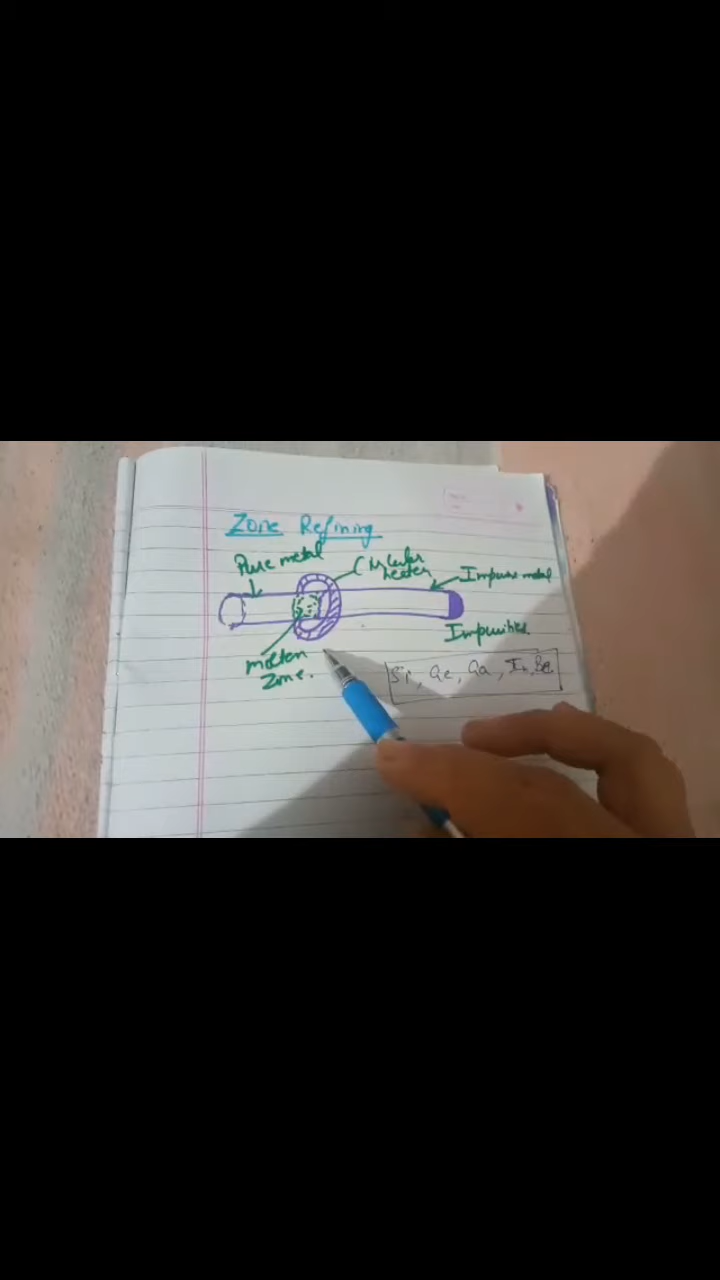 Zone Refining
Pure metal
Circular
heater
Impure metal
Impurities
molten
zone.
Si, Ge, Ga, In, Be